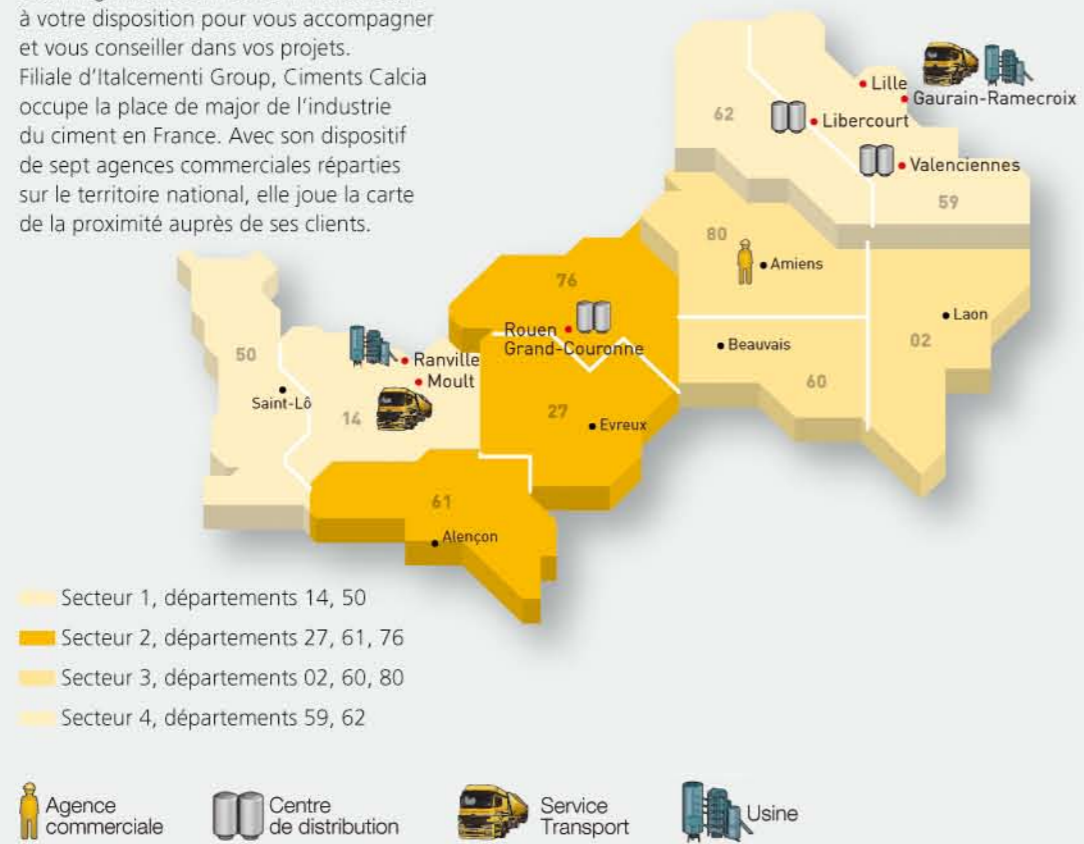 à votre disposition pour vous accompagner
et vous conseiller dans vos projets.
Filiale d'Italcementi Group, Ciments Calcia
occupe la place de major de l'industrie
du ciment en France. Avec son dispositif
de sept agences commerciales réparties
sur le territoire national, elle joue la carte
de la proximité auprès de ses clients.
Lille
Gaurain-Ramecroix
62
Libercourt
Valenciennes
59
80
Amiens
76
Laon
Rouen
Grand-Couronne
Beauvais
02
50
Ranville
Moult
60
Saint-Lô
14
27
Evreux
61
Alençon
Secteur 1, départements 14, 50
Secteur 2, départements 27, 61, 76
Secteur 3, départements 02, 60, 80
Secteur 4, départements 59, 62
Agence
commerciale
Centre
de distribution
Service
Transport
Usine